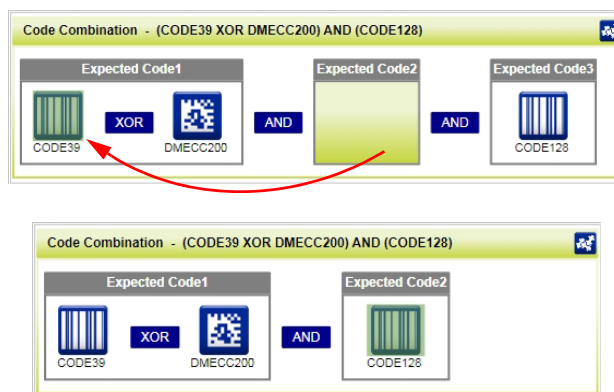 Code Combination - (CODE39 XOR DMECC200) AND (CODE128)
Expected Code1 Expected Code2 Expected Code3
XOR AND AND
CODE39 DMECC200 CODE128
Code Combination - (CODE39 XOR DMECC200) AND (CODE128)
Expected Code1 Expected Code2
XOR AND
CODE39 DMECC200 CODE128